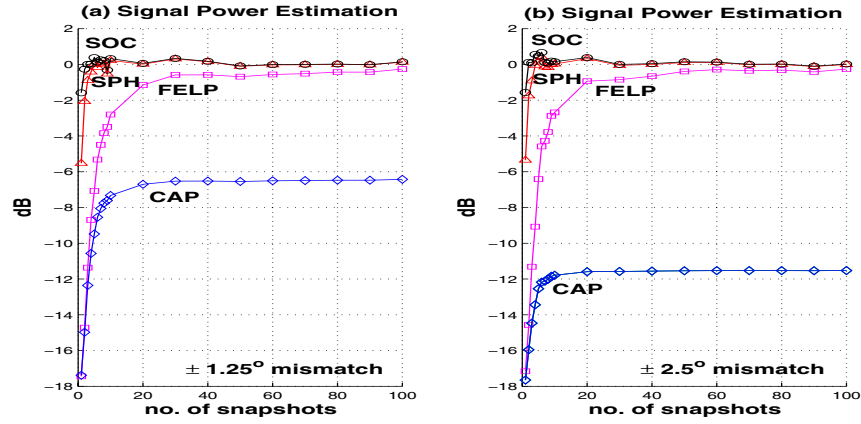 (a) Signal Power Estimation
2
0
−2
−4
−6
−8
−10
−12
−14
−16
−18
dB
SOC
SPH
FELP
CAP
± 1.25° mismatch
0
20
40
60
80
100
no. of snapshots
(b) Signal Power Estimation
2
0
−2
−4
−6
−8
−10
−12
−14
−16
−18
dB
SOC
SPH
FELP
CAP
± 2.5° mismatch
0
20
40
60
80
100
no. of snapshots